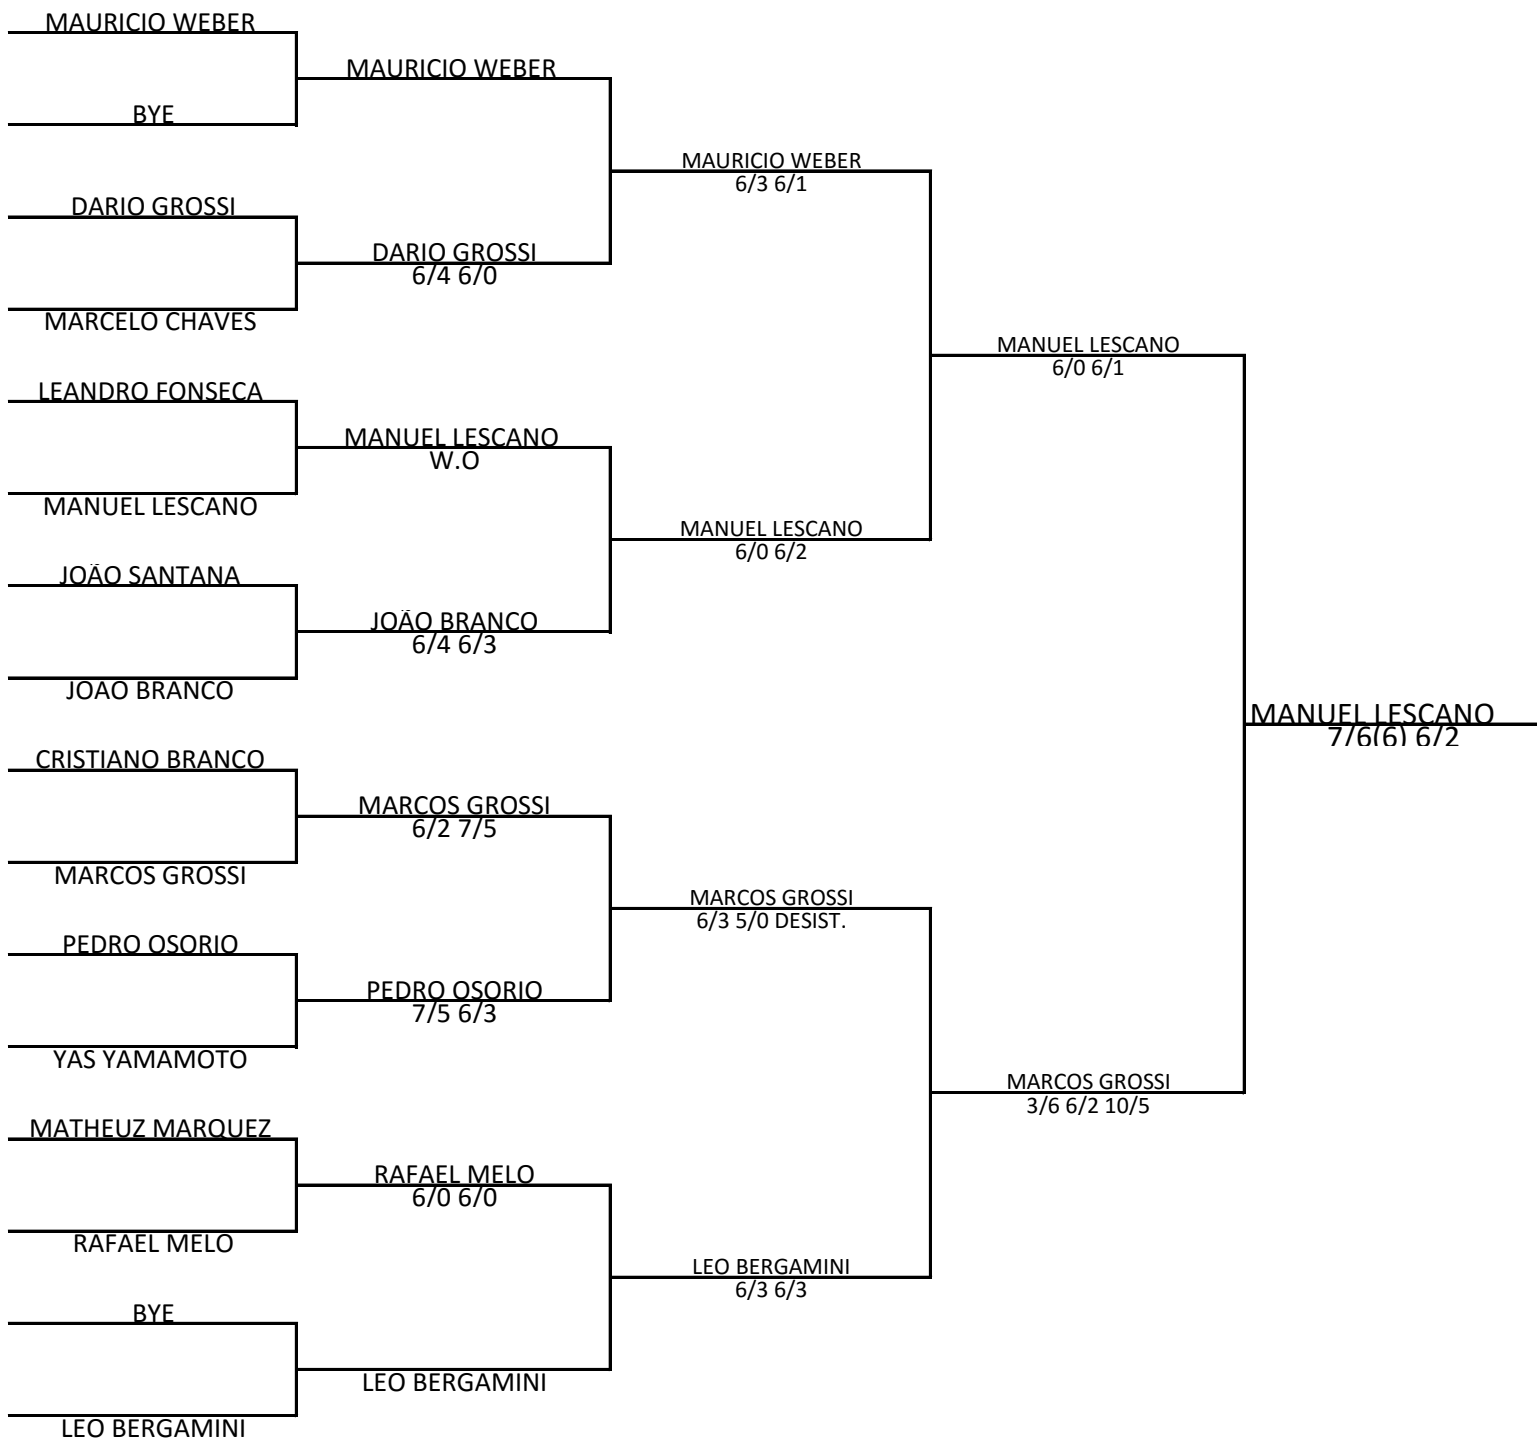 MAURICIO WEBER
BYE
DARIO GROSSI
MARCELO CHAVES
LEANDRO FONSECA
MANUEL LESCANO
JOÃO SANTANA
JOAO BRANCO
CRISTIANO BRANCO
MARCOS GROSSI
PEDRO OSORIO
YAS YAMAMOTO
MATHEUZ MARQUEZ
RAFAEL MELO
BYE
LEO BERGAMINI
MAURICIO WEBER
DARIO GROSSI
6/4 6/0
MANUEL LESCANO
W.O
JOÃO BRANCO
6/4 6/3
MARCOS GROSSI
6/2 7/5
PEDRO OSORIO
7/5 6/3
RAFAEL MELO
6/0 6/0
LEO BERGAMINI
MAURICIO WEBER
6/3 6/1
MANUEL LESCANO
6/0 6/2
MARCOS GROSSI
6/3 5/0 DESIST.
LEO BERGAMINI
6/3 6/3
MANUEL LESCANO
6/0 6/1
MARCOS GROSSI
3/6 6/2 10/5
MANUEL LESCANO
7/6(6) 6/2